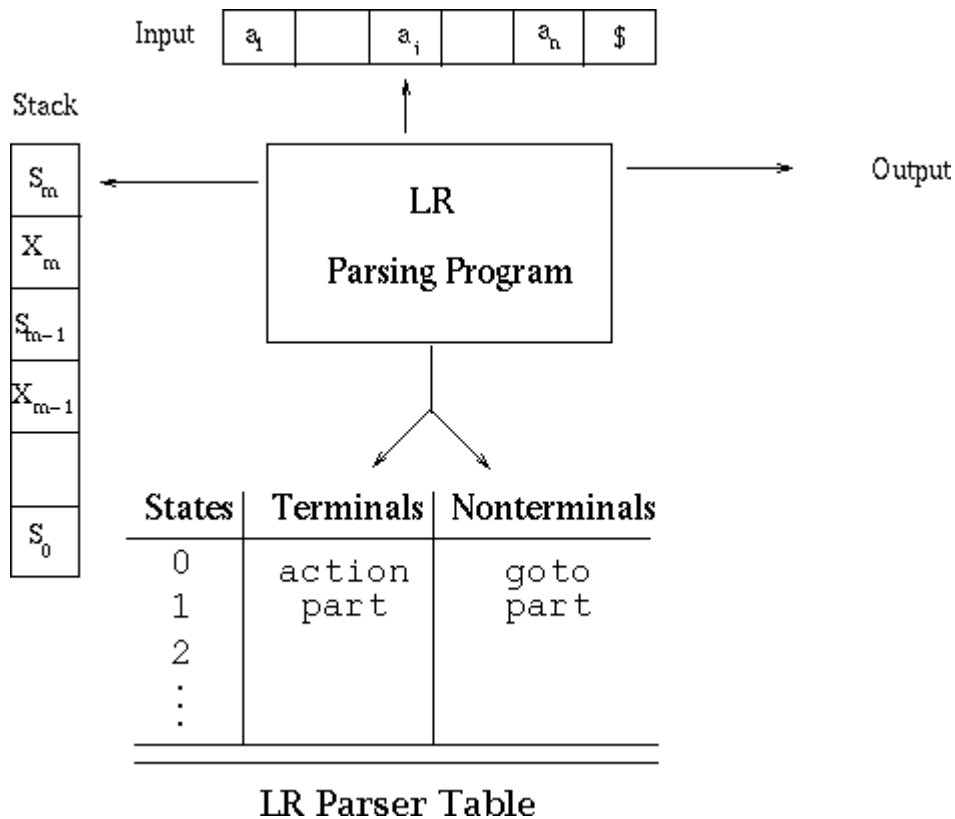 Input a₁ aᵢ aₙ $
Stack
Output
Sₘ
Xₘ
Sₘ₋₁
Xₘ₋₁
S₀
LR
Parsing Program
States Terminals Nonterminals
0 action goto
1 part part
2
⋮
LR Parser Table